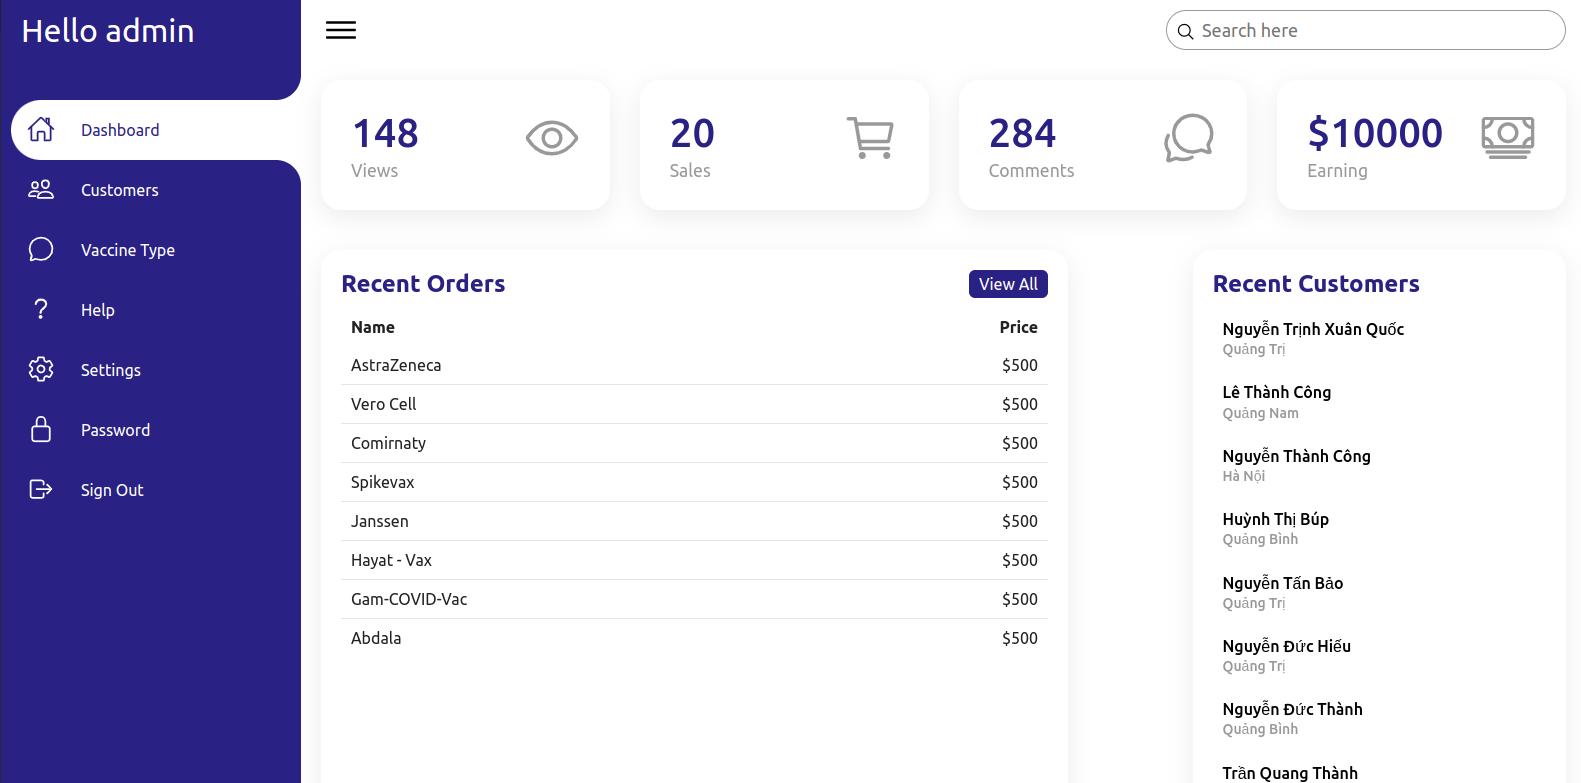 Hello admin
Dashboard
Customers
Vaccine Type
Help
Settings
Password
Sign Out
Search here
148
Views
20
Sales
284
Comments
$10000
Earning
Recent Orders
View All
Name Price
AstraZeneca $500
Vero Cell $500
Comirnaty $500
Spikevax $500
Janssen $500
Hayat - Vax $500
Gam-COVID-Vac $500
Abdala $500
Recent Customers
Nguyễn Trịnh Xuân Quốc
Quảng Trị
Lê Thành Công
Quảng Nam
Nguyễn Thành Công
Hà Nội
Huỳnh Thị Búp
Quảng Bình
Nguyễn Tấn Bảo
Quảng Trị
Nguyễn Đức Hiếu
Quảng Trị
Nguyễn Đức Thành
Quảng Bình
Trần Quang Thành